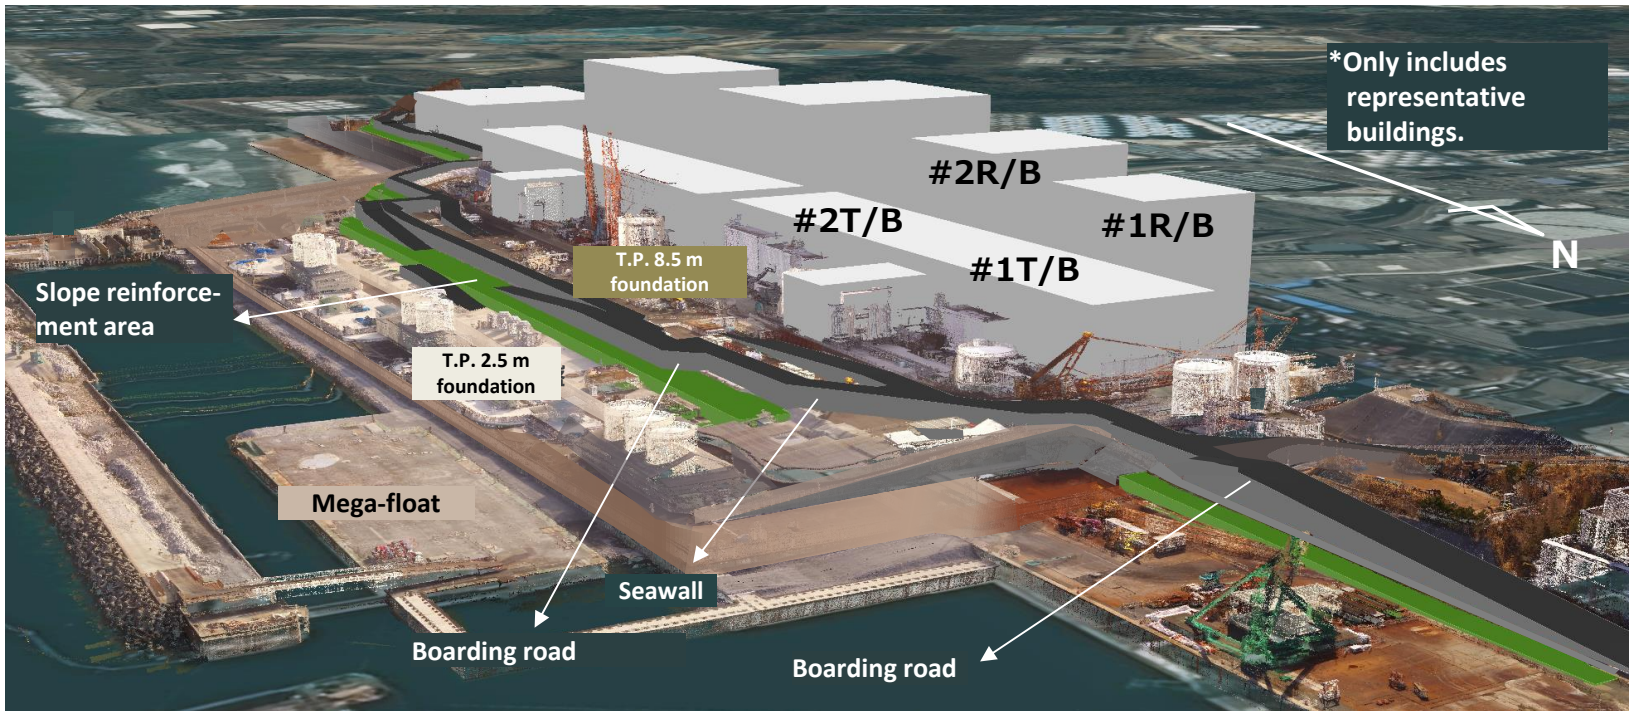 *Only includes
representative
buildings.
#2R/B
#1R/B
#2T/B
#1T/B
N
T.P. 8.5 m
foundation
Slope reinforce-
ment area
T.P. 2.5 m
foundation
Mega-float
Seawall
Boarding road
Boarding road